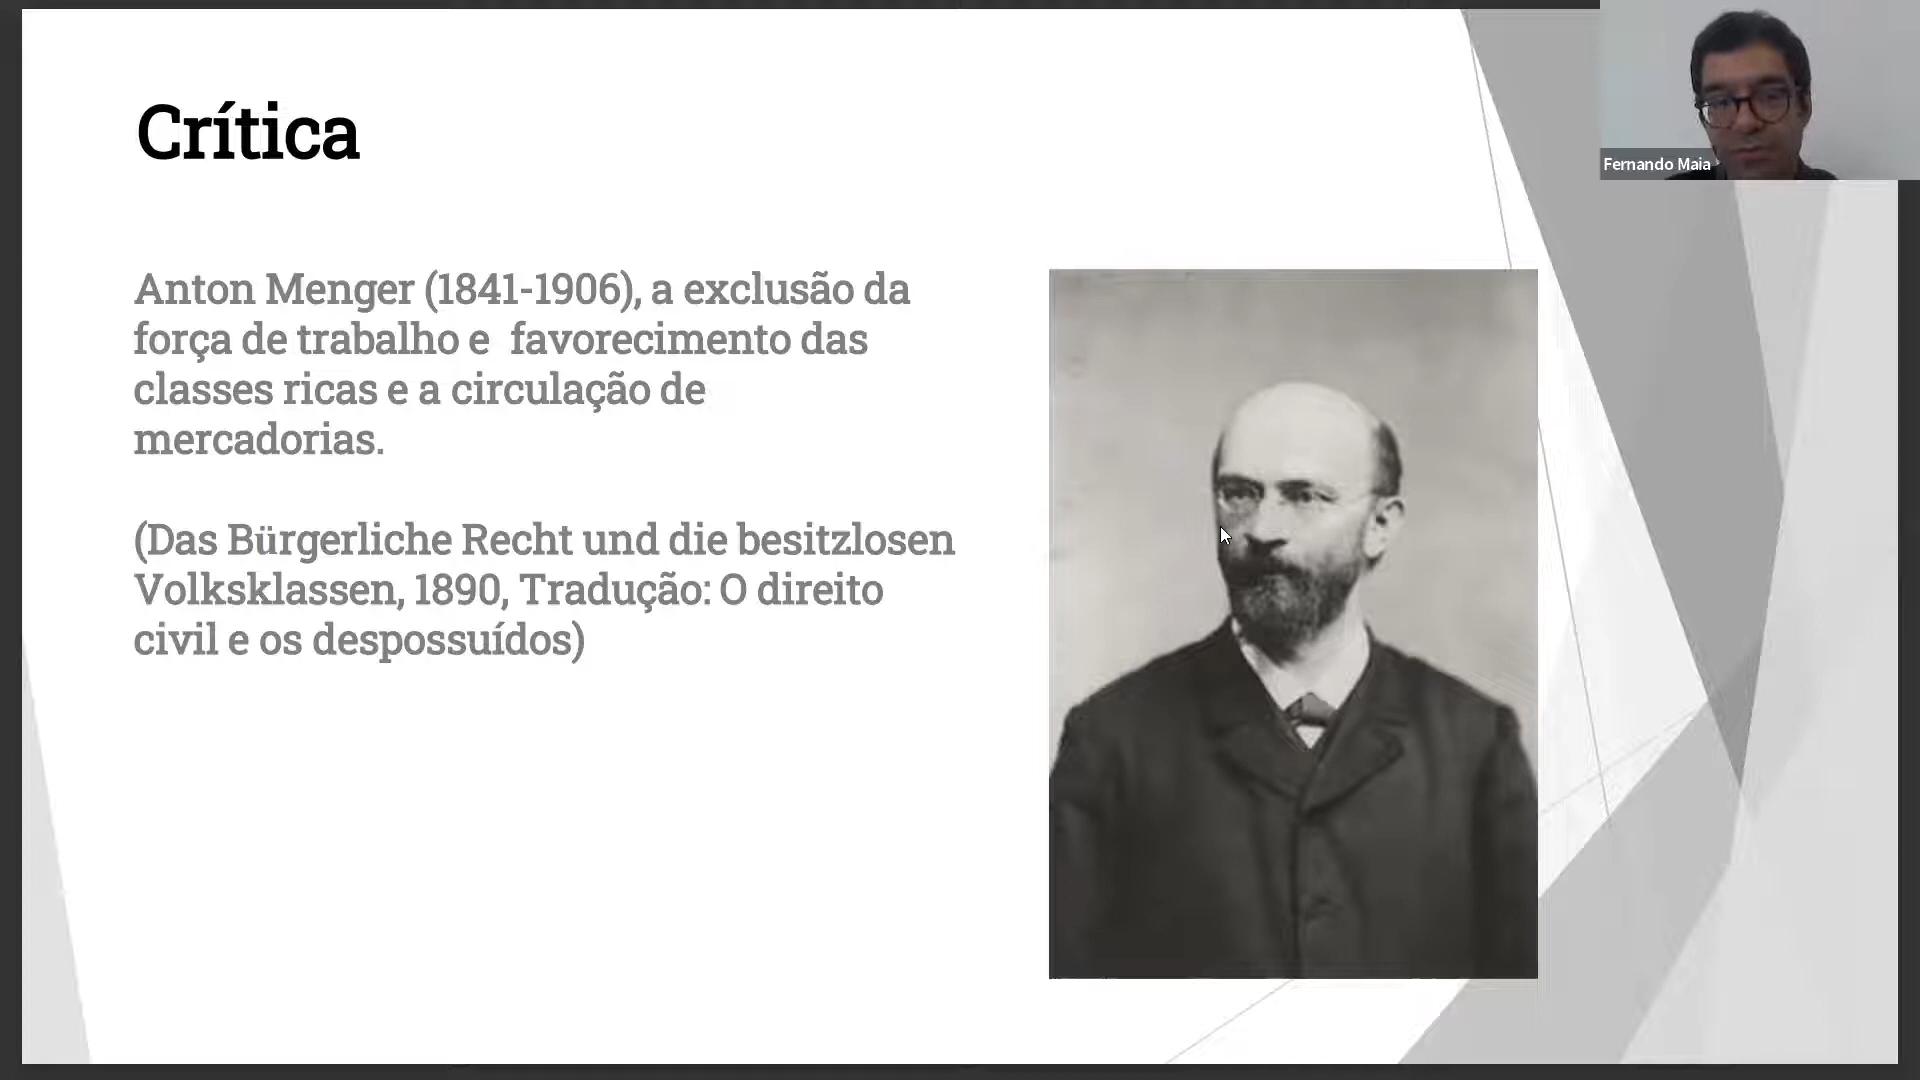 Crítica
Fernando Maia
Anton Menger (1841-1906), a exclusão da
força de trabalho e  favorecimento das
classes ricas e a circulação de
mercadorias.
(Das Bürgerliche Recht und die besitzlosen
Volksklassen, 1890, Tradução: O direito
civil e os despossuídos)